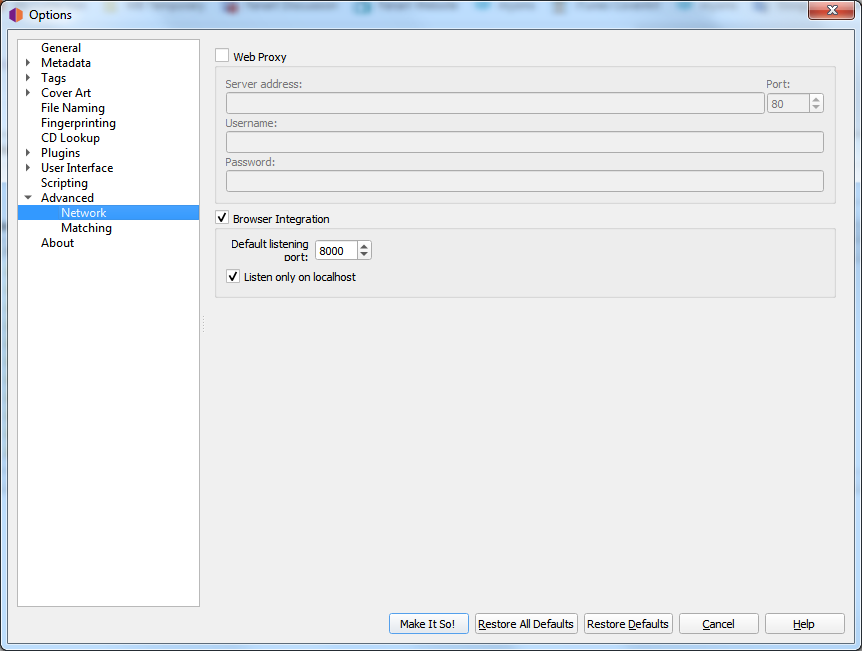 Options
General
Metadata
Tags
Cover Art
File Naming
Fingerprinting
CD Lookup
Plugins
User Interface
Scripting
Advanced
Network
Matching
About
Web Proxy
Server address: Port:
80
Username:
Password:
Browser Integration
Default listening
port: 8000
Listen only on localhost
Make It So! Restore All Defaults Restore Defaults Cancel Help